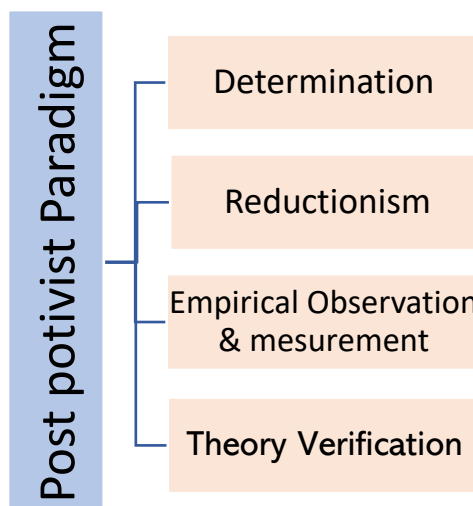 Post potivist Paradigm
Determination
Reductionism
Empirical Observation
& mesurement
Theory Verification